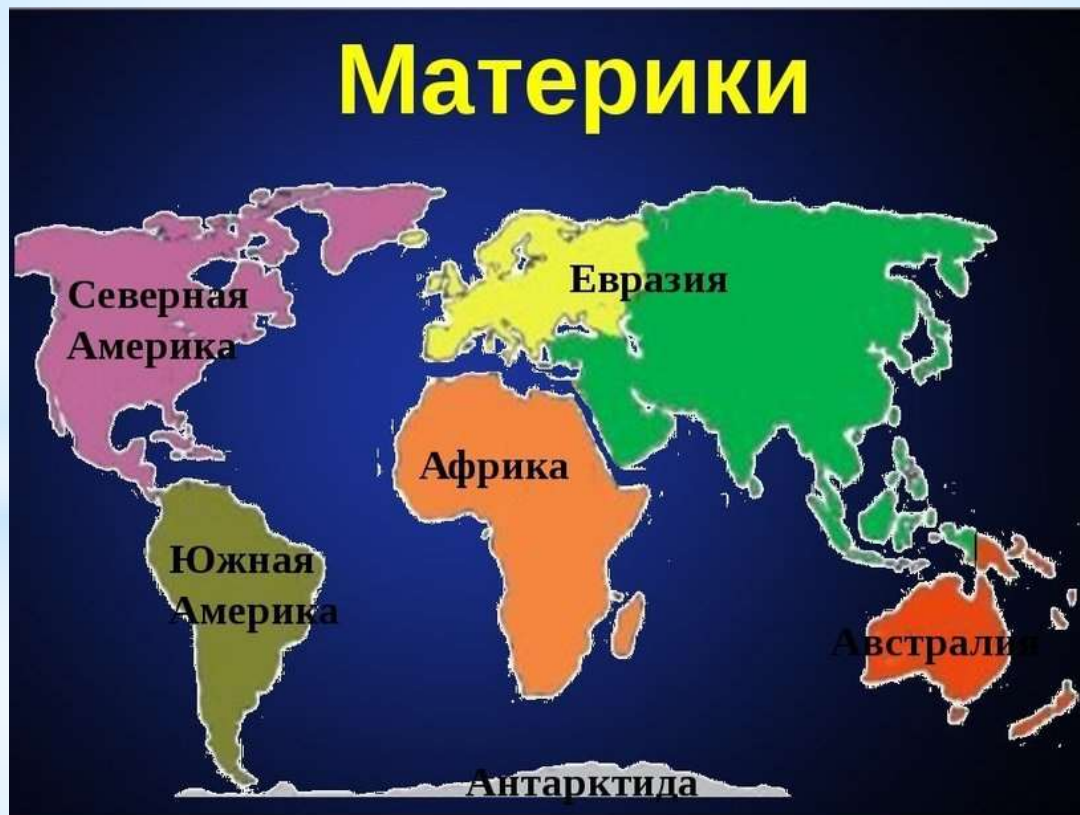 Материки
Северная
Америка
Евразия
Африка
Южная
Америка
Австралия
Антарктида